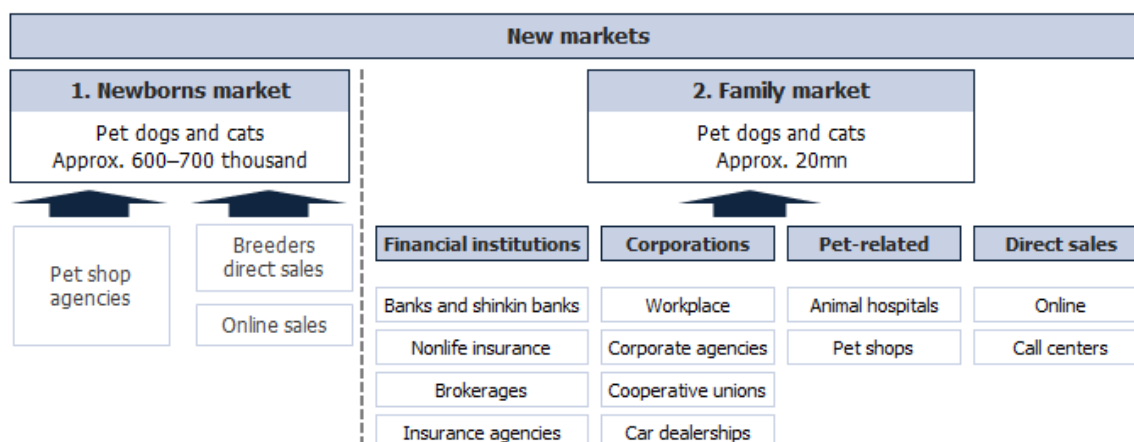 New markets
1. Newborns market
Pet dogs and cats
Approx. 600–700 thousand
Pet shop
agencies
Breeders
direct sales
Online sales
2. Family market
Pet dogs and cats
Approx. 20mn
Financial institutions
Banks and shinkin banks
Nonlife insurance
Brokerages
Insurance agencies
Corporations
Workplace
Corporate agencies
Cooperative unions
Car dealerships
Pet-related
Animal hospitals
Pet shops
Direct sales
Online
Call centers